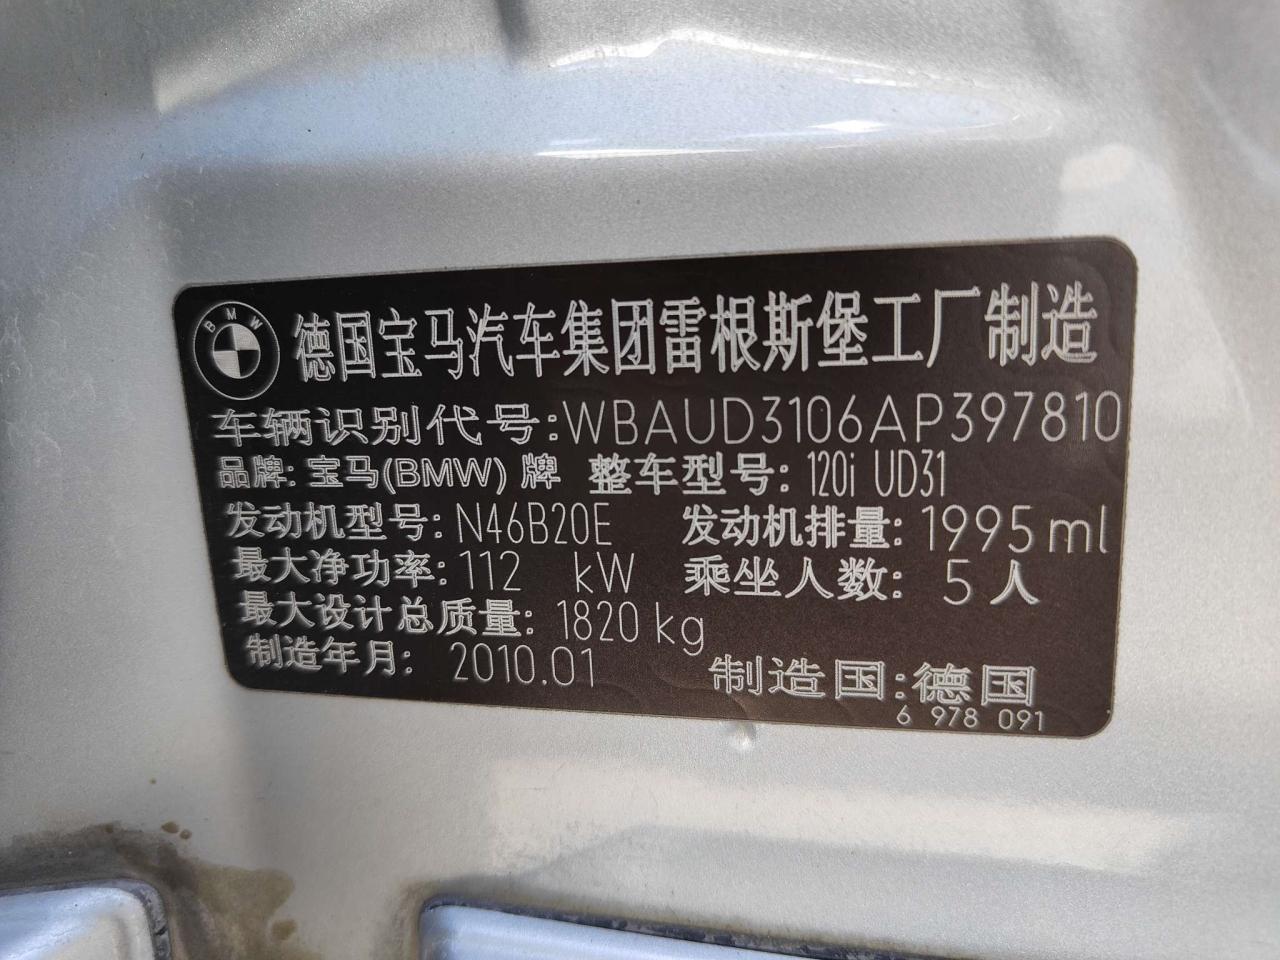 BMW
德国宝马汽车集团雷根斯堡工厂制造
车辆识别代号:WBAUD3106AP397810
品牌: 宝马(BMW) 牌 整车型号: 120i UD31
发动机型号: N46B20E 发动机排量: 1995 ml
最大净功率: 112 kW 乘坐人数: 5 人
最大设计总质量: 1820 kg
制造年月: 2010.01 制造国: 德国
6 978 091